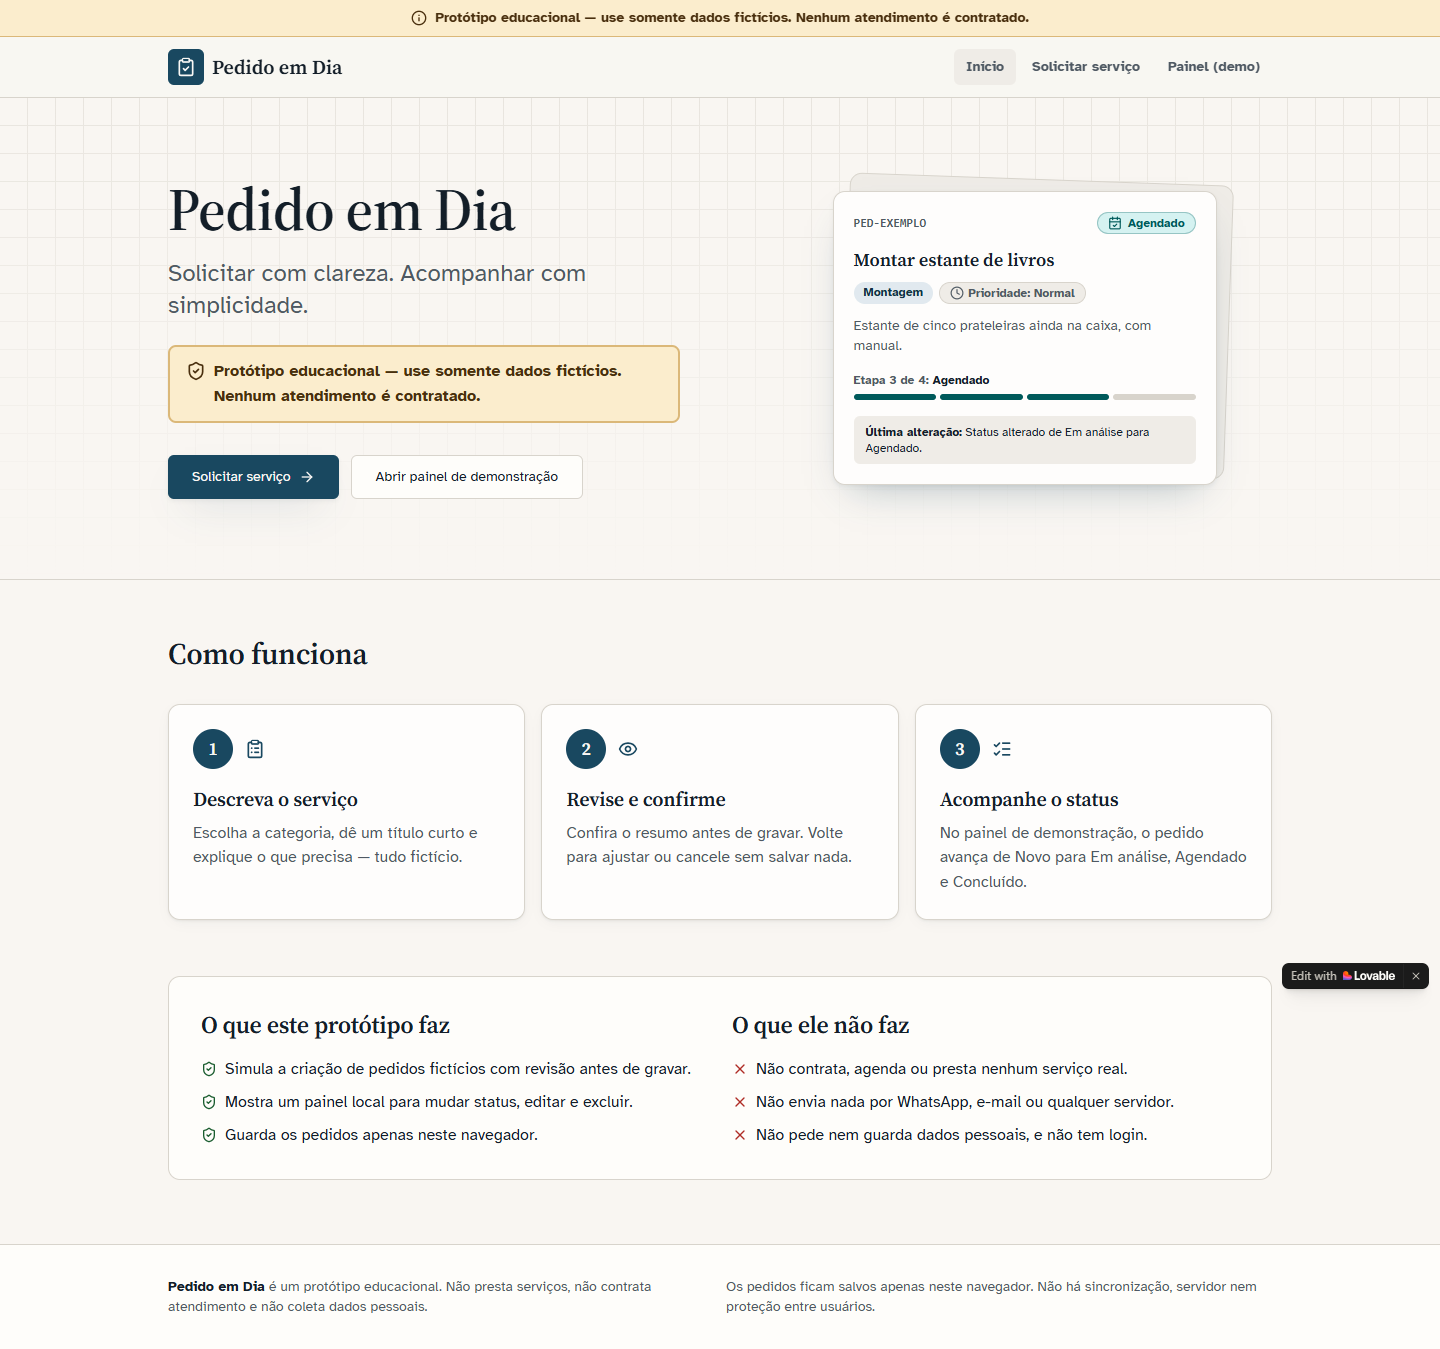 Protótipo educacional — use somente dados fictícios. Nenhum atendimento é contratado.
Pedido em Dia
Início
Solicitar serviço
Painel (demo)
Pedido em Dia
Solicitar com clareza. Acompanhar com
simplicidade.
Protótipo educacional — use somente dados fictícios.
Nenhum atendimento é contratado.
Solicitar serviço
Abrir painel de demonstração
PED-EXEMPLO
Agendado
Montar estante de livros
Montagem
Prioridade: Normal
Estante de cinco prateleiras ainda na caixa, com
manual.
Etapa 3 de 4: Agendado
Última alteração: Status alterado de Em análise para
Agendado.
Como funciona
1
Descreva o serviço
Escolha a categoria, dê um título curto e
explique o que precisa — tudo fictício.
2
Revise e confirme
Confira o resumo antes de gravar. Volte
para ajustar ou cancele sem salvar nada.
3
Acompanhe o status
No painel de demonstração, o pedido
avança de Novo para Em análise, Agendado
e Concluído.
Edit with Lovable
O que este protótipo faz
Simula a criação de pedidos fictícios com revisão antes de gravar.
Mostra um painel local para mudar status, editar e excluir.
Guarda os pedidos apenas neste navegador.
O que ele não faz
Não contrata, agenda ou presta nenhum serviço real.
Não envia nada por WhatsApp, e-mail ou qualquer servidor.
Não pede nem guarda dados pessoais, e não tem login.
Pedido em Dia é um protótipo educacional. Não presta serviços, não contrata
atendimento e não coleta dados pessoais.
Os pedidos ficam salvos apenas neste navegador. Não há sincronização, servidor nem
proteção entre usuários.